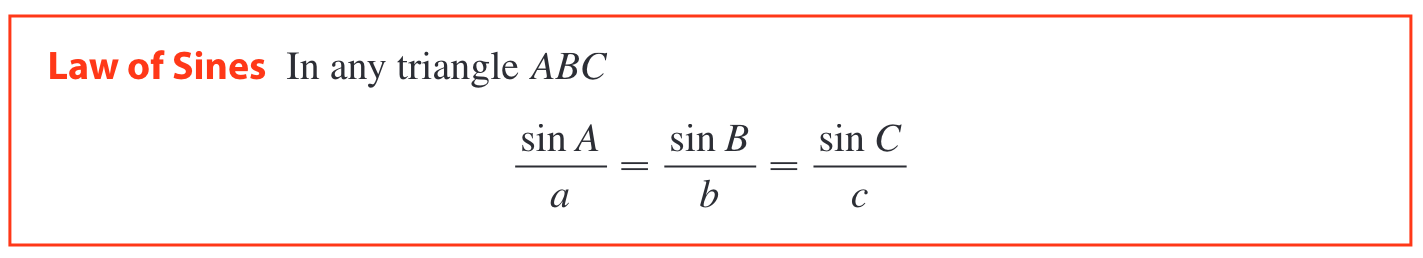 Law of Sines In any triangle ABC
sin A / a = sin B / b = sin C / c